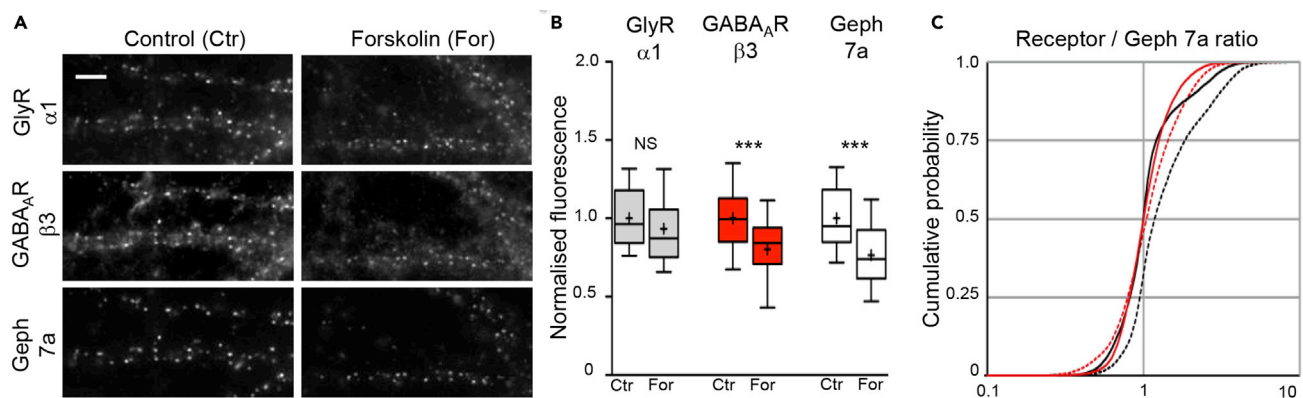 A
Control (Ctr)
Forskolin (For)
GlyR
α1
GABA_AR
β3
Geph
7a
B
GlyR
α1
GABA_AR
β3
Geph
7a
Normalised fluorescence
2.0
1.5
1.0
0.5
0
NS
***
***
Ctr For
Ctr For
Ctr For
C
Receptor / Geph 7a ratio
Cumulative probability
1.0
0.75
0.5
0.25
0
0.1
1
10